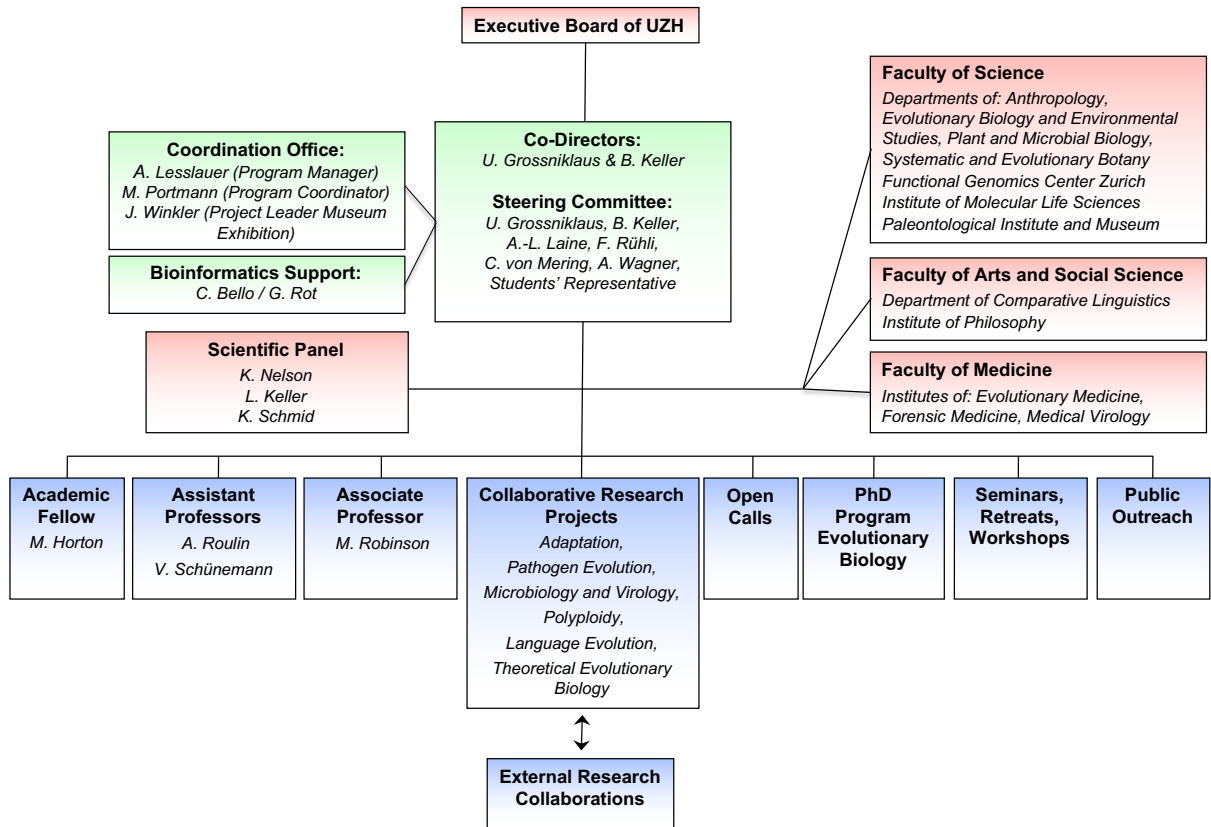 Executive Board of UZH
Coordination Office:
A. Lesslauer (Program Manager)
M. Portmann (Program Coordinator)
J. Winkler (Project Leader Museum
Exhibition)
Bioinformatics Support:
C. Bello / G. Rot
Co-Directors:
U. Grossniklaus & B. Keller
Steering Committee:
U. Grossniklaus, B. Keller,
A.-L. Laine, F. Rühli,
C. von Mering, A. Wagner,
Students’ Representative
Faculty of Science
Departments of: Anthropology,
Evolutionary Biology and Environmental
Studies, Plant and Microbial Biology,
Systematic and Evolutionary Botany
Functional Genomics Center Zurich
Institute of Molecular Life Sciences
Paleontological Institute and Museum
Faculty of Arts and Social Science
Department of Comparative Linguistics
Institute of Philosophy
Faculty of Medicine
Institutes of: Evolutionary Medicine,
Forensic Medicine, Medical Virology
Scientific Panel
K. Nelson
L. Keller
K. Schmid
Academic
Fellow
M. Horton
Assistant
Professors
A. Roulin
V. Schünemann
Associate
Professor
M. Robinson
Collaborative Research
Projects
Adaptation,
Pathogen Evolution,
Microbiology and Virology,
Polyploidy,
Language Evolution,
Theoretical Evolutionary
Biology
Open
Calls
PhD
Program
Evolutionary
Biology
Seminars,
Retreats,
Workshops
Public
Outreach
External Research
Collaborations